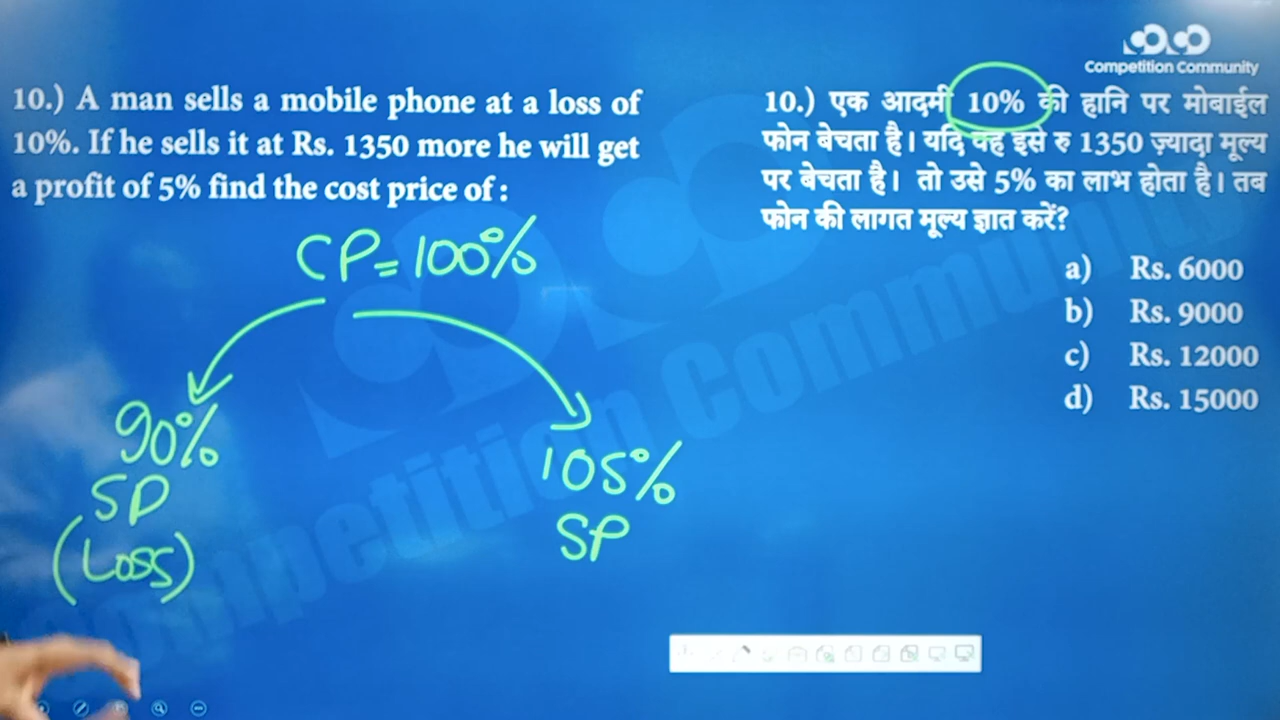 Competition Community
10.) A man sells a mobile phone at a loss of
10%. If he sells it at Rs. 1350 more he will get
a profit of 5% find the cost price of :
10.) एक आदमी 10% की हानि पर मोबाईल
फोन बेचता है। यदि वह इसे रु 1350 ज़्यादा मूल्य
पर बेचता है। तो उसे 5% का लाभ होता है। तब
फोन की लागत मूल्य ज्ञात करें?
a) Rs. 6000
b) Rs. 9000
c) Rs. 12000
d) Rs. 15000
CP = 100%
90%
SP
(Loss)
105%
SP
Competition Community